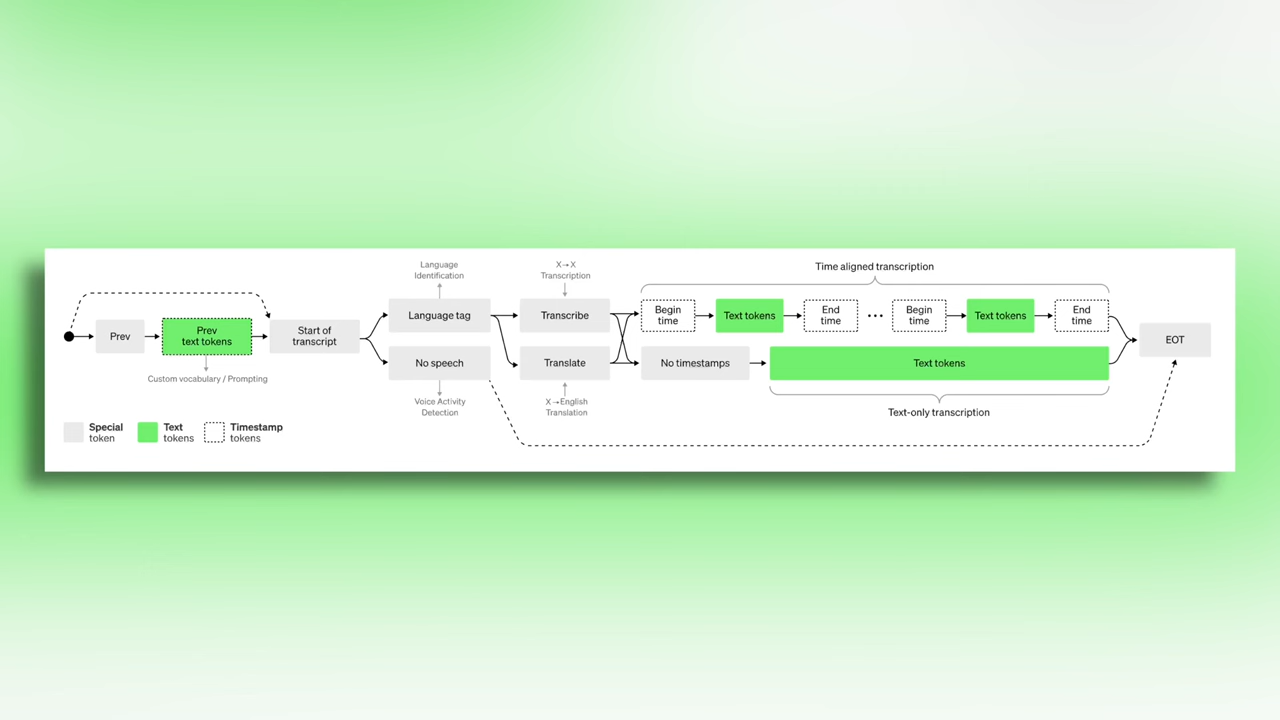 Language
Identification
X→X
Transcription
Time aligned transcription
Prev
Prev
text tokens
Start of
transcript
Language tag
Transcribe
Begin
time
Text tokens
End
time
•••
Begin
time
Text tokens
End
time
EOT
No speech
Translate
No timestamps
Text tokens
Custom vocabulary / Prompting
Voice Activity
Detection
X→English
Translation
Text-only transcription
Special
token
Text
tokens
Timestamp
tokens